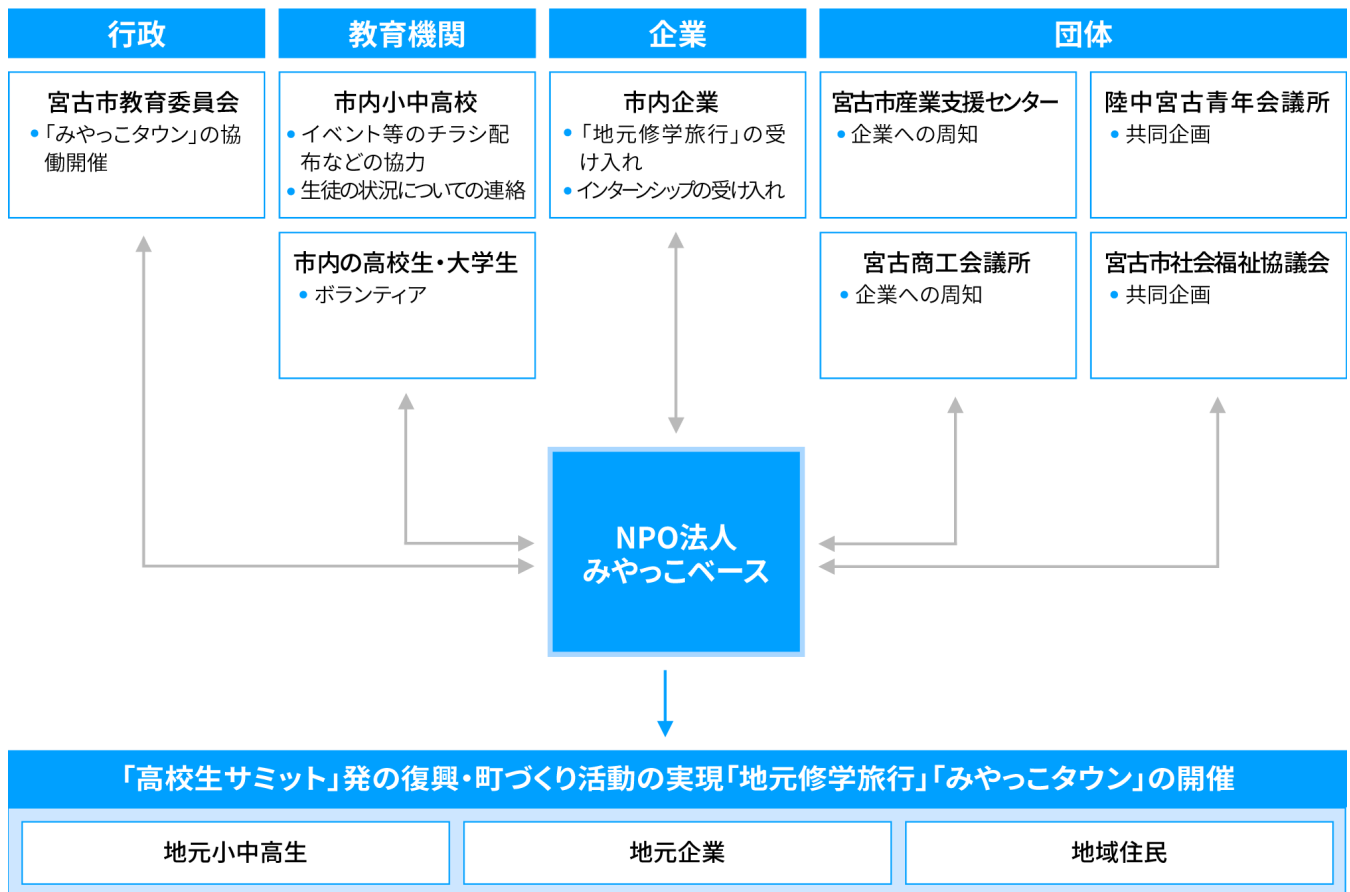 行政
宮古市教育委員会
•「みやっこタウン」の協
働開催
教育機関
市内小中高校
•イベント等のチラシ配
布などの協力
•生徒の状況についての連絡
市内の高校生・大学生
•ボランティア
企業
市内企業
•「地元修学旅行」の受
け入れ
•インターンシップの受け入れ
団体
宮古市産業支援センター
•企業への周知
陸中宮古青年会議所
•共同企画
宮古商工会議所
•企業への周知
宮古市社会福祉協議会
•共同企画
NPO法人
みやっこベース
「高校生サミット」発の復興・町づくり活動の実現「地元修学旅行」「みやっこタウン」の開催
地元小中高生
地元企業
地域住民